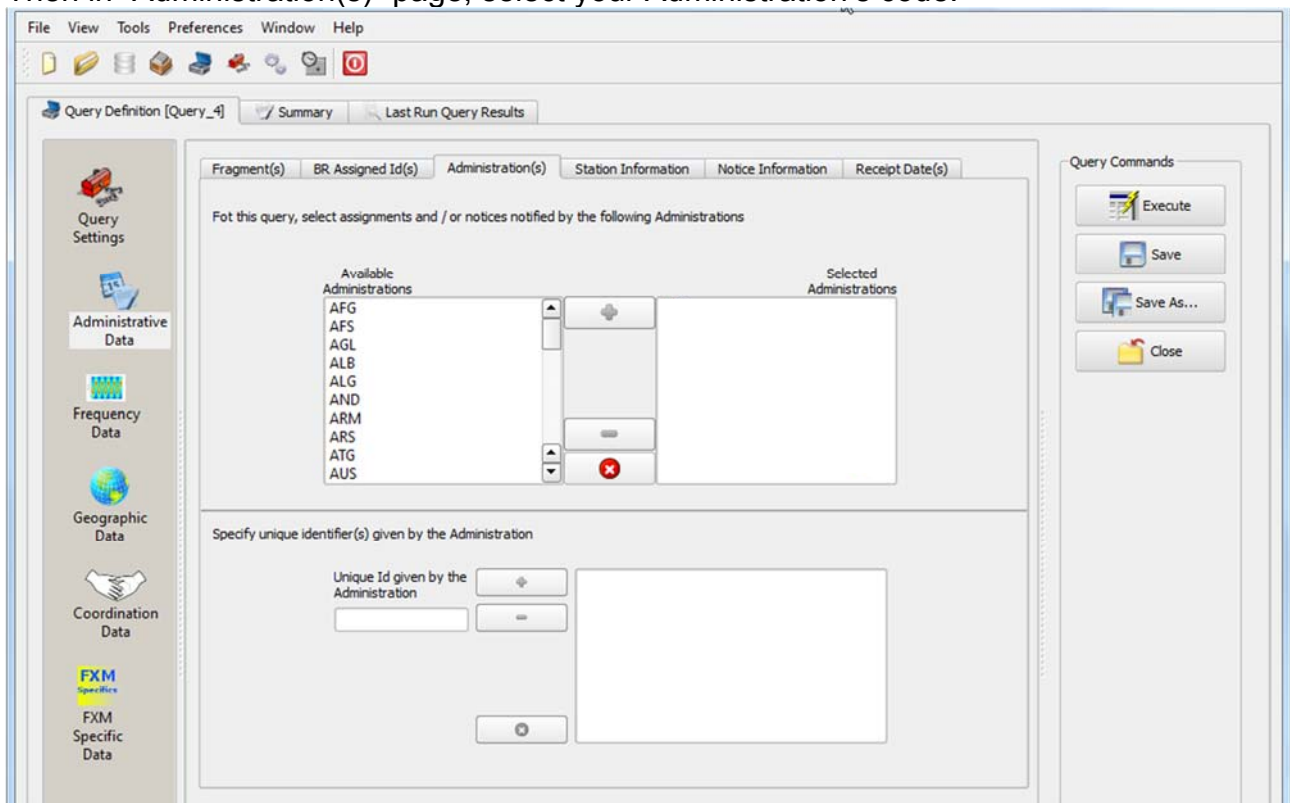 Then in "Administration(s)" page, select your Administration's code.
File View Tools Preferences Window Help
Query Definition [Query_4] Summary Last Run Query Results
Query
Settings
Administrative
Data
Frequency
Data
Geographic
Data
Coordination
Data
FXM
Specifics
FXM
Specific
Data
Fragment(s) BR Assigned Id(s) Administration(s) Station Information Notice Information Receipt Date(s)
Fot this query, select assignments and / or notices notified by the following Administrations
Available
Administrations
AFG
AFS
AGL
ALB
ALG
AND
ARM
ARS
ATG
AUS
Selected
Administrations
Specify unique identifier(s) given by the Administration
Unique Id given by the
Administration
Query Commands
Execute
Save
Save As...
Close